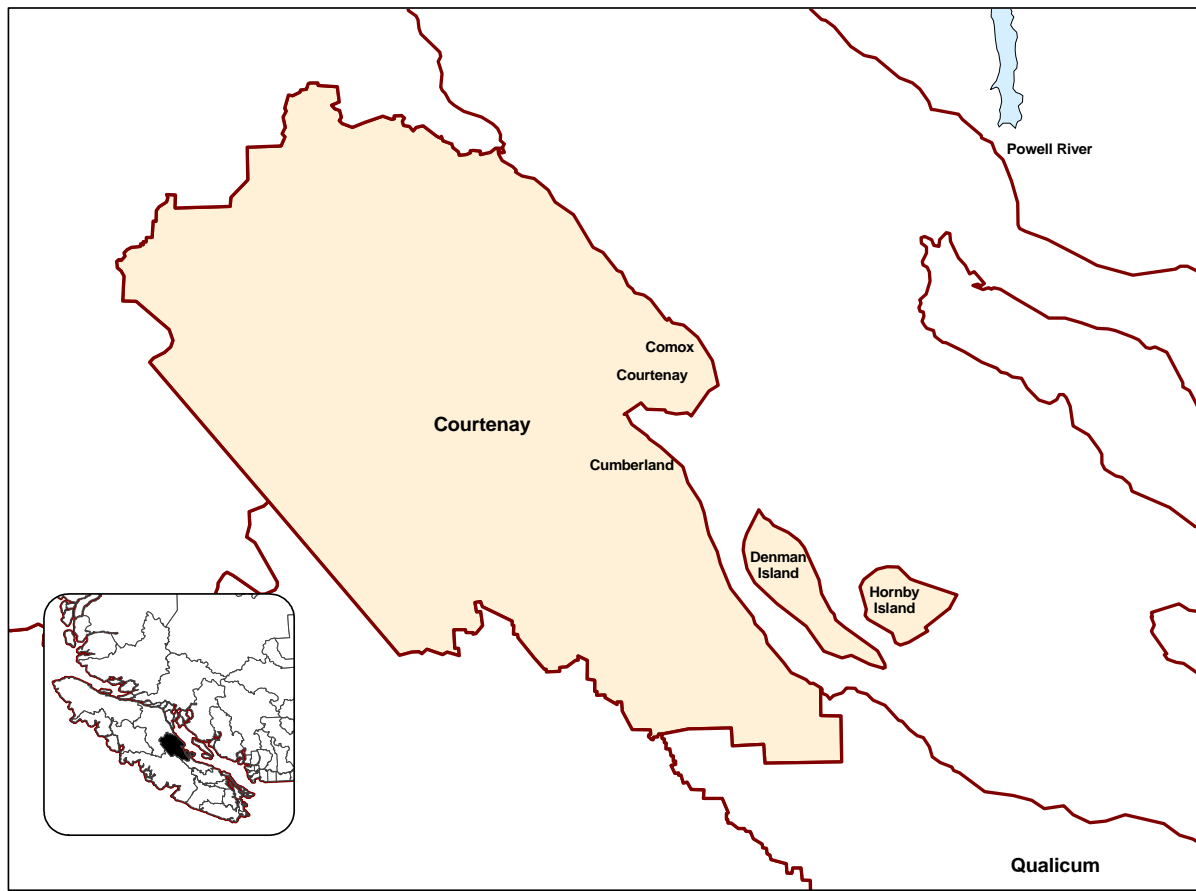 Powell River
Comox
Courtenay
Courtenay
Cumberland
Denman
Island
Hornby
Island
Qualicum